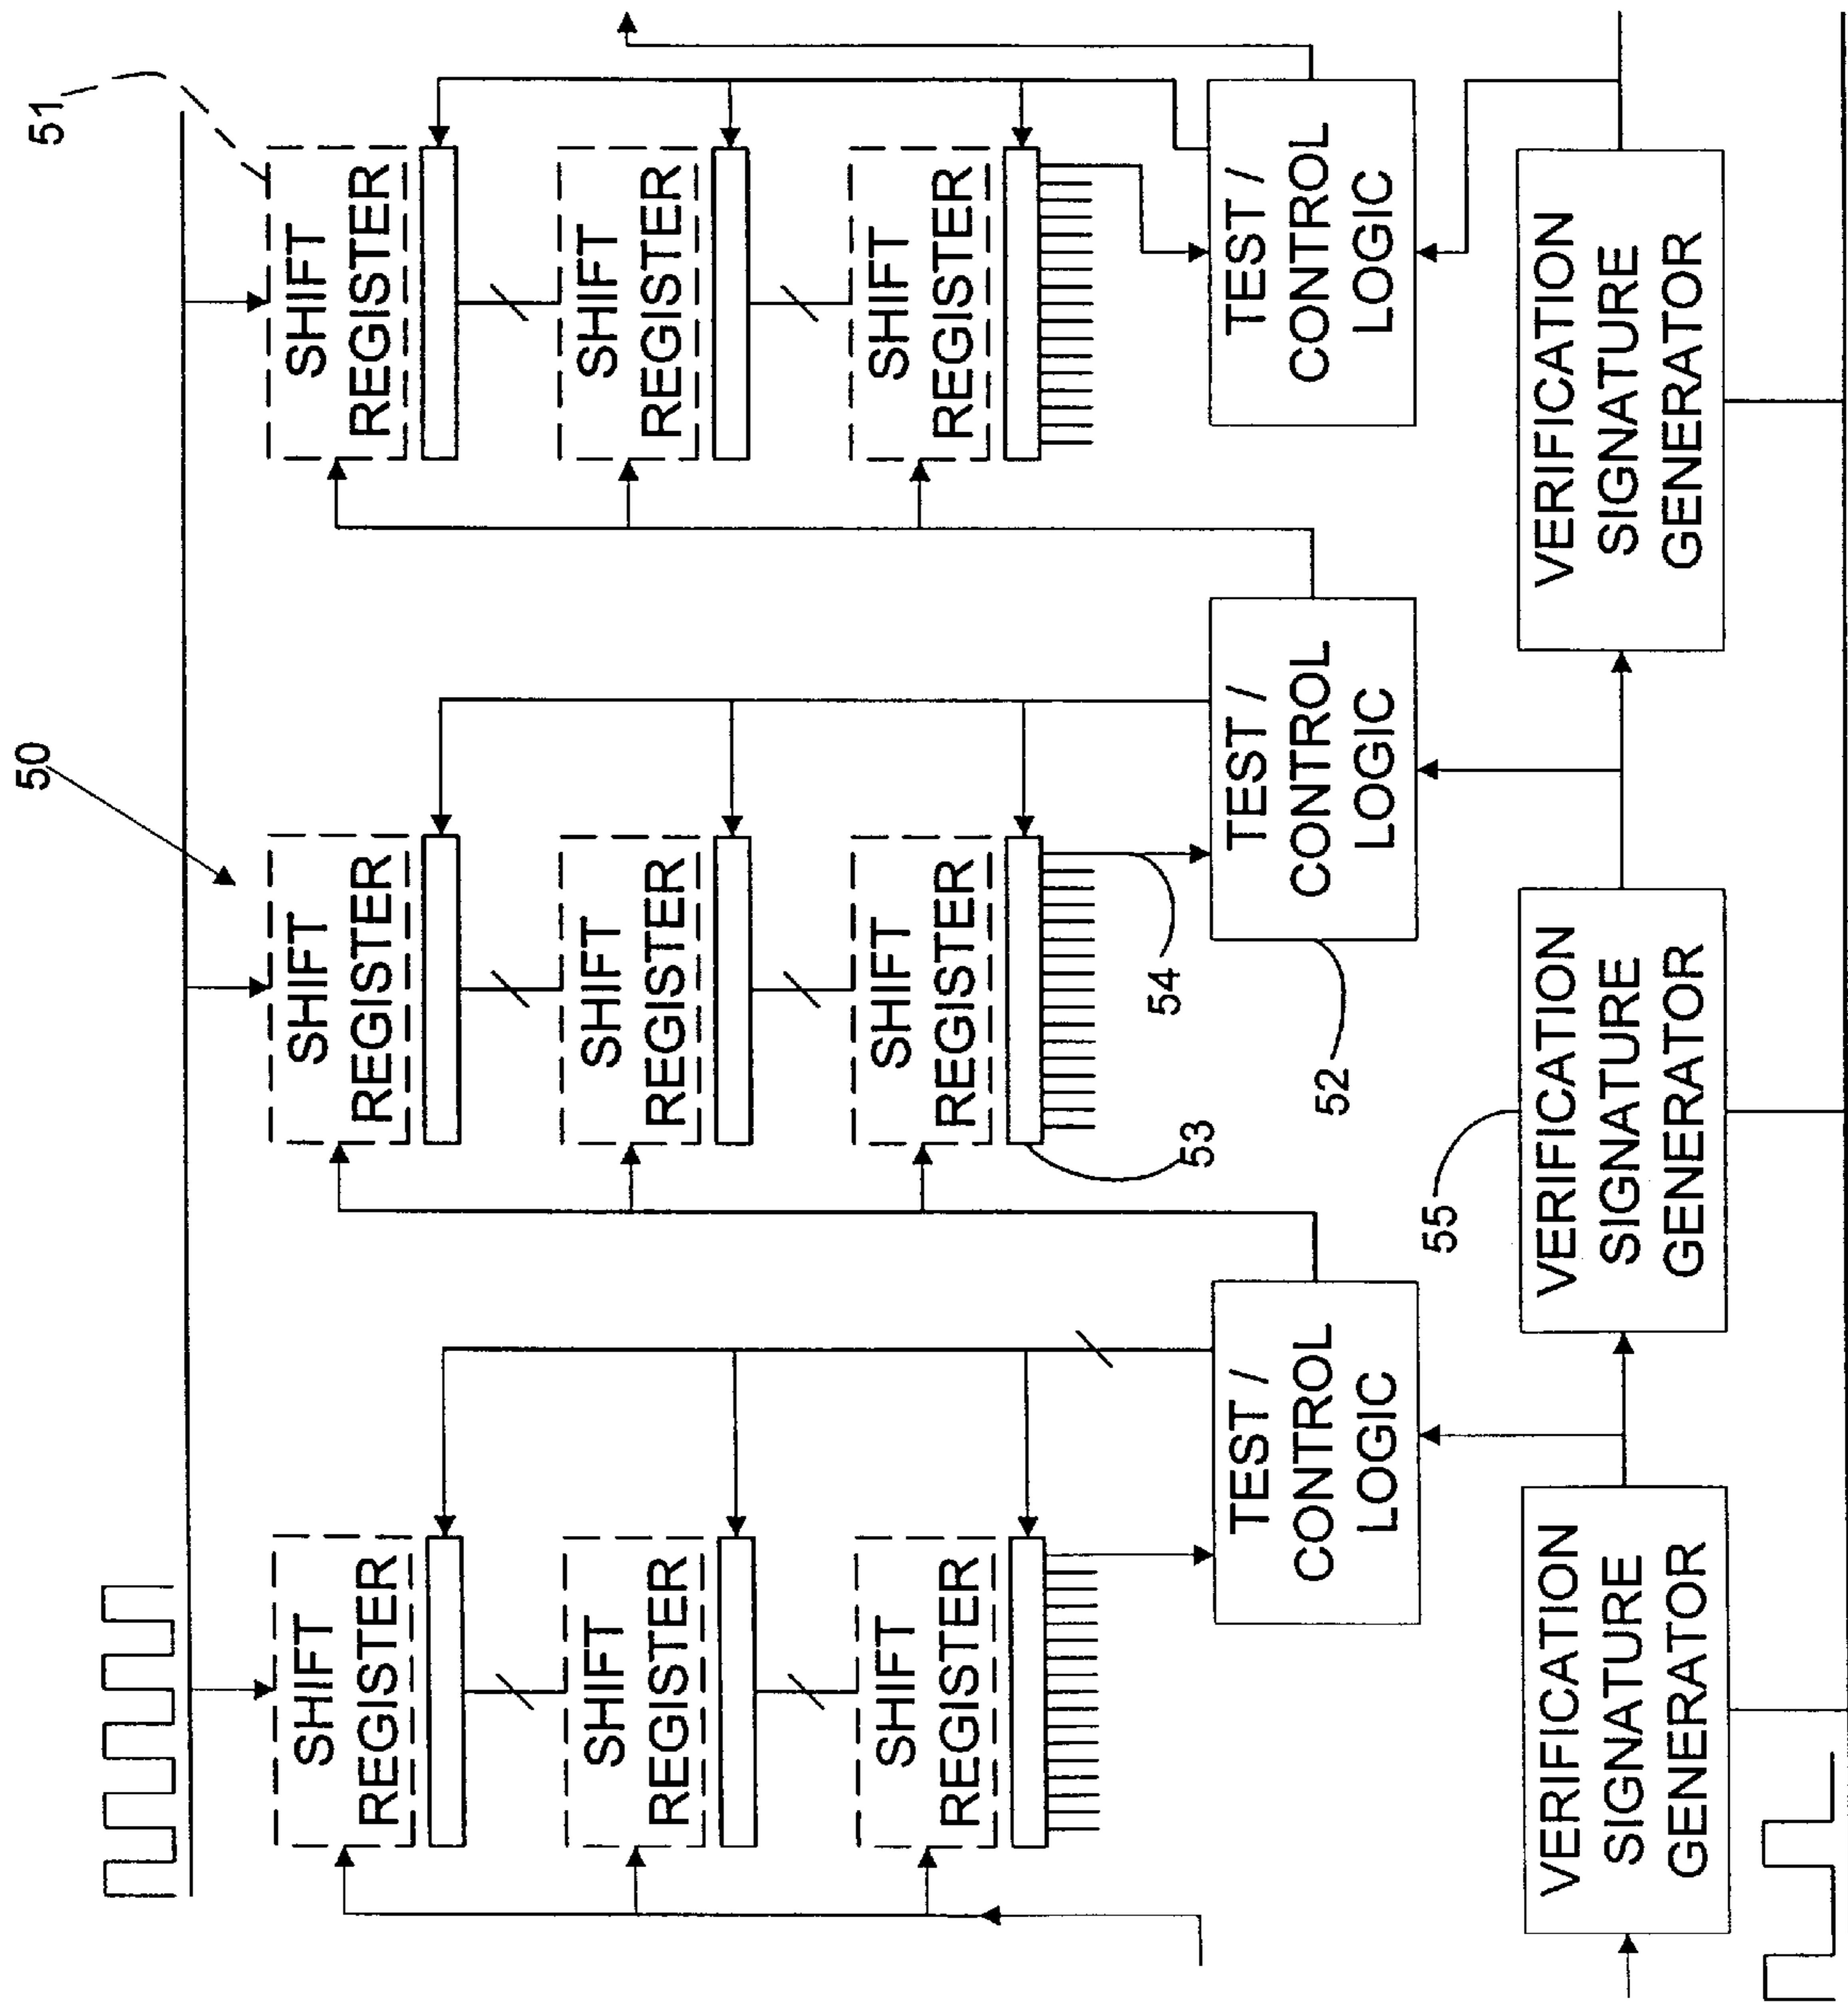 50
51
SHIFT
REGISTER
SHIFT
REGISTER
SHIFT
REGISTER
SHIFT
REGISTER
SHIFT
REGISTER
SHIFT
REGISTER
SHIFT
REGISTER
SHIFT
REGISTER
SHIFT
REGISTER
53
54
52
TEST /
CONTROL
LOGIC
TEST /
CONTROL
LOGIC
TEST /
CONTROL
LOGIC
55
VERIFICATION
SIGNATURE
GENERATOR
VERIFICATION
SIGNATURE
GENERATOR
VERIFICATION
SIGNATURE
GENERATOR